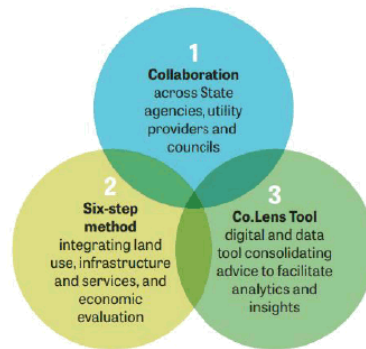 1
Collaboration
across State
agencies, utility
providers and
councils
2
Six-step
method
integrating land
use, infrastructure
and services, and
economic
evaluation
3
Co.Lens Tool
digital and data
tool consolidating
advice to facilitate
analytics and
insights